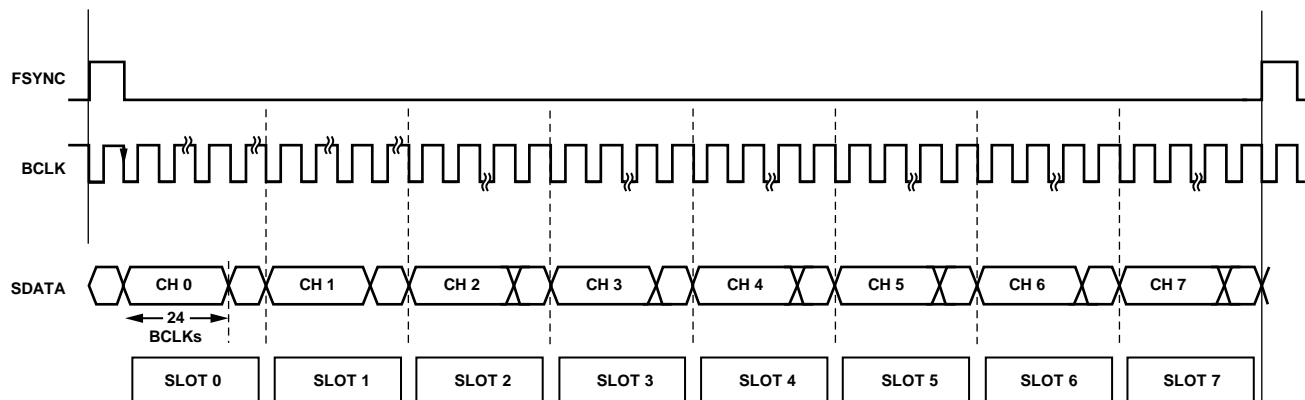 FSYNC
BCLK
SDATA
CH 0
CH 1
CH 2
CH 3
CH 4
CH 5
CH 6
CH 7
24
BCLKs
SLOT 0
SLOT 1
SLOT 2
SLOT 3
SLOT 4
SLOT 5
SLOT 6
SLOT 7